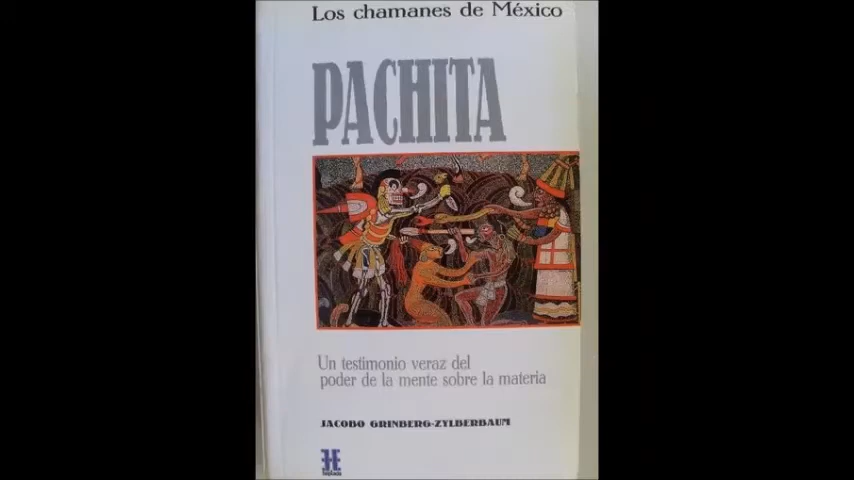 Los chamanes de México
PACHITA
Un testimonio veraz del
poder de la mente sobre la materia
JACOBO GRINBERG-ZYLBERBAUM